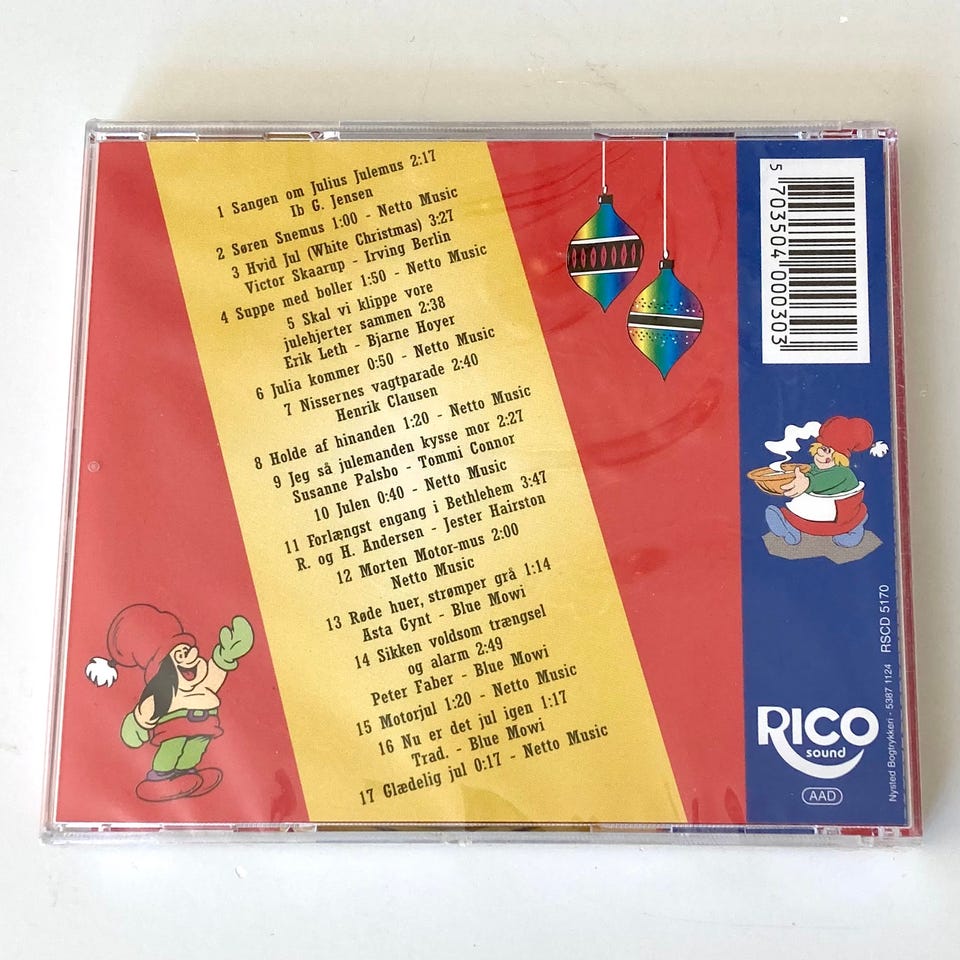 1 Sangen om Julius Julemus 2:17
Ib G. Jensen
2 Søren Snemus 1:00 - Netto Music
3 Hvid Jul (White Christmas) 3:27
Victor Skaarup - Irving Berlin
4 Suppe med boller 1:50 - Netto Music
5 Skal vi klippe vore
julehjerter sammen 2:38
Erik Leth - Bjarne Hoyer
6 Julia kommer 0:50 - Netto Music
7 Nissernes vagtparade 2:40
Henrik Clausen
8 Holde af hinanden 1:20 - Netto Music
9 Jeg så julemanden kysse mor 2:27
Susanne Palsbo - Tommi Connor
10 Julen 0:40 - Netto Music
11 Forlængst engang i Bethlehem 3:47
R. og H. Andersen - Jester Hairston
12 Morten Motor-mus 2:00
Netto Music
13 Røde huer, strømper grå 1:14
Asta Gynt - Blue Mowi
14 Sikken voldsom trængsel
og alarm 2:49
Peter Faber - Blue Mowi
15 Motorjul 1:20 - Netto Music
16 Nu er det jul igen 1:17
Trad. - Blue Mowi
17 Glædelig jul 0:17 - Netto Music
5 703504 000303
RICO
sound
AAD
Nysted Bogtrykkeri - 5387 1124 RSCD 5170